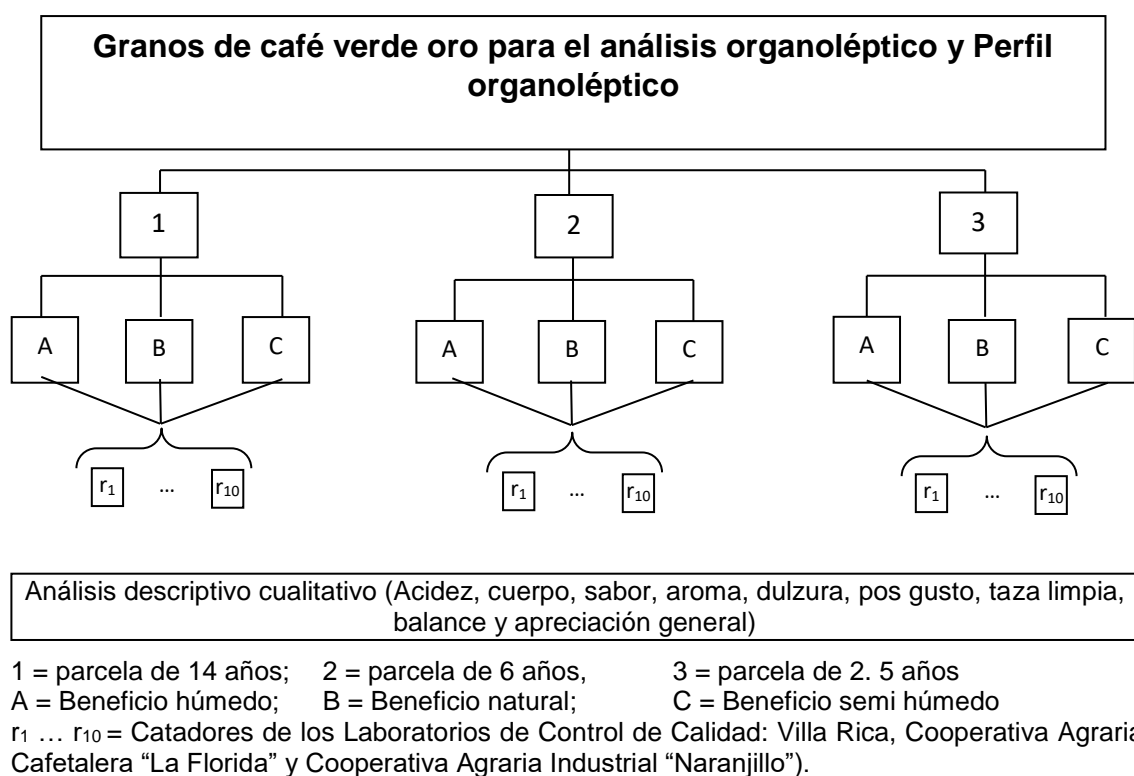 Granos de café verde oro para el análisis organoléptico y Perfil
organoléptico
1 2 3
A B C A B C A B C
r1 ... r10 r1 ... r10 r1 ... r10
Análisis descriptivo cualitativo (Acidez, cuerpo, sabor, aroma, dulzura, pos gusto, taza limpia,
balance y apreciación general)
1 = parcela de 14 años; 2 = parcela de 6 años, 3 = parcela de 2. 5 años
A = Beneficio húmedo; B = Beneficio natural; C = Beneficio semi húmedo
r1 … r10 = Catadores de los Laboratorios de Control de Calidad: Villa Rica, Cooperativa Agraria
Cafetalera “La Florida” y Cooperativa Agraria Industrial “Naranjillo”).